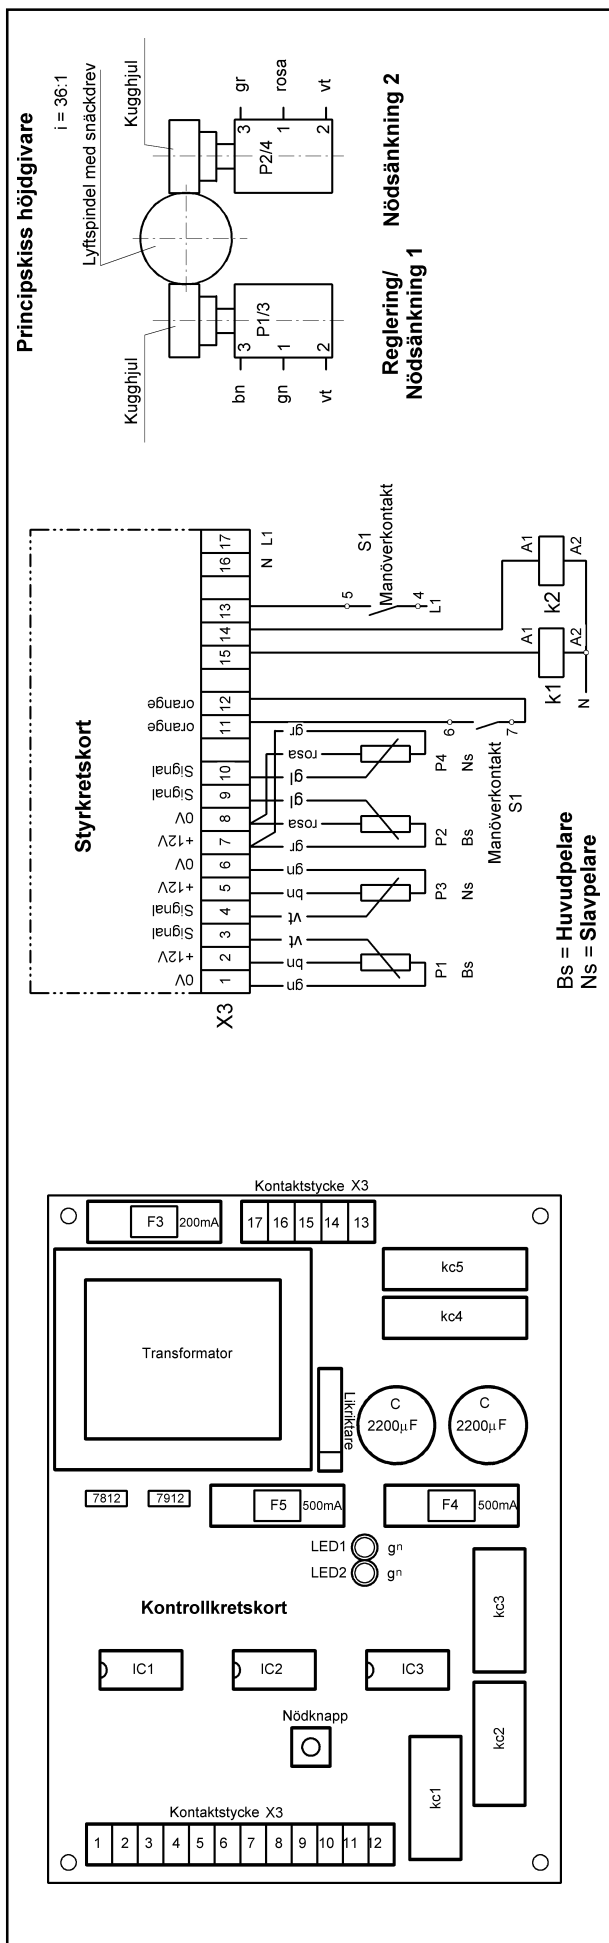 Principskiss höjdgivare
i = 36:1
Lyftspindel med snäckdrev
Kugghjul
Kugghjul
P1/3
3
1
2
bn
gn
vt
P2/4
3
1
2
gr
rosa
vt
Reglering/
Nödsänkning 1
Nödsänkning 2
Styrkretskort
X3
0V
+12V
Signal
Signal
+12V
0V
+12V
0V
Signal
Signal
orange
orange
1
2
3
4
5
6
7
8
9
10
11
12
15
14
13
16
17
N
L1
gn
bn
vt
vt
bn
gn
gr
rosa
gl
gl
rosa
gr
P1
P3
P2
P4
Bs
Ns
Bs
Ns
6
7
Manöverkontakt
S1
S1
Manöverkontakt
5
4
L1
A1
A2
k1
A1
A2
k2
N
Bs = Huvudpelare
Ns = Slavpelare
Kontaktstycke X3
F3
200mA
17
16
15
14
13
Transformator
kc5
kc4
Likriktare
C
2200µF
C
2200µF
7812
7912
F5
500mA
F4
500mA
LED1
gn
LED2
gn
Kontrollkretskort
kc3
IC1
IC2
IC3
kc2
Nödknapp
kc1
Kontaktstycke X3
1
2
3
4
5
6
7
8
9
10
11
12